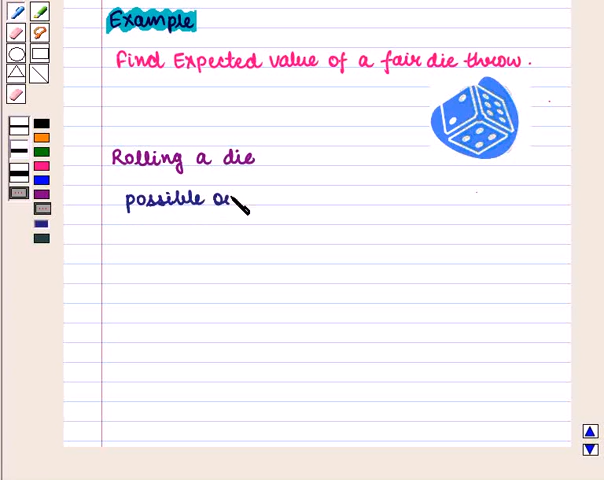 Example
Find Expected value of a fair die throw.
Rolling a die
possible